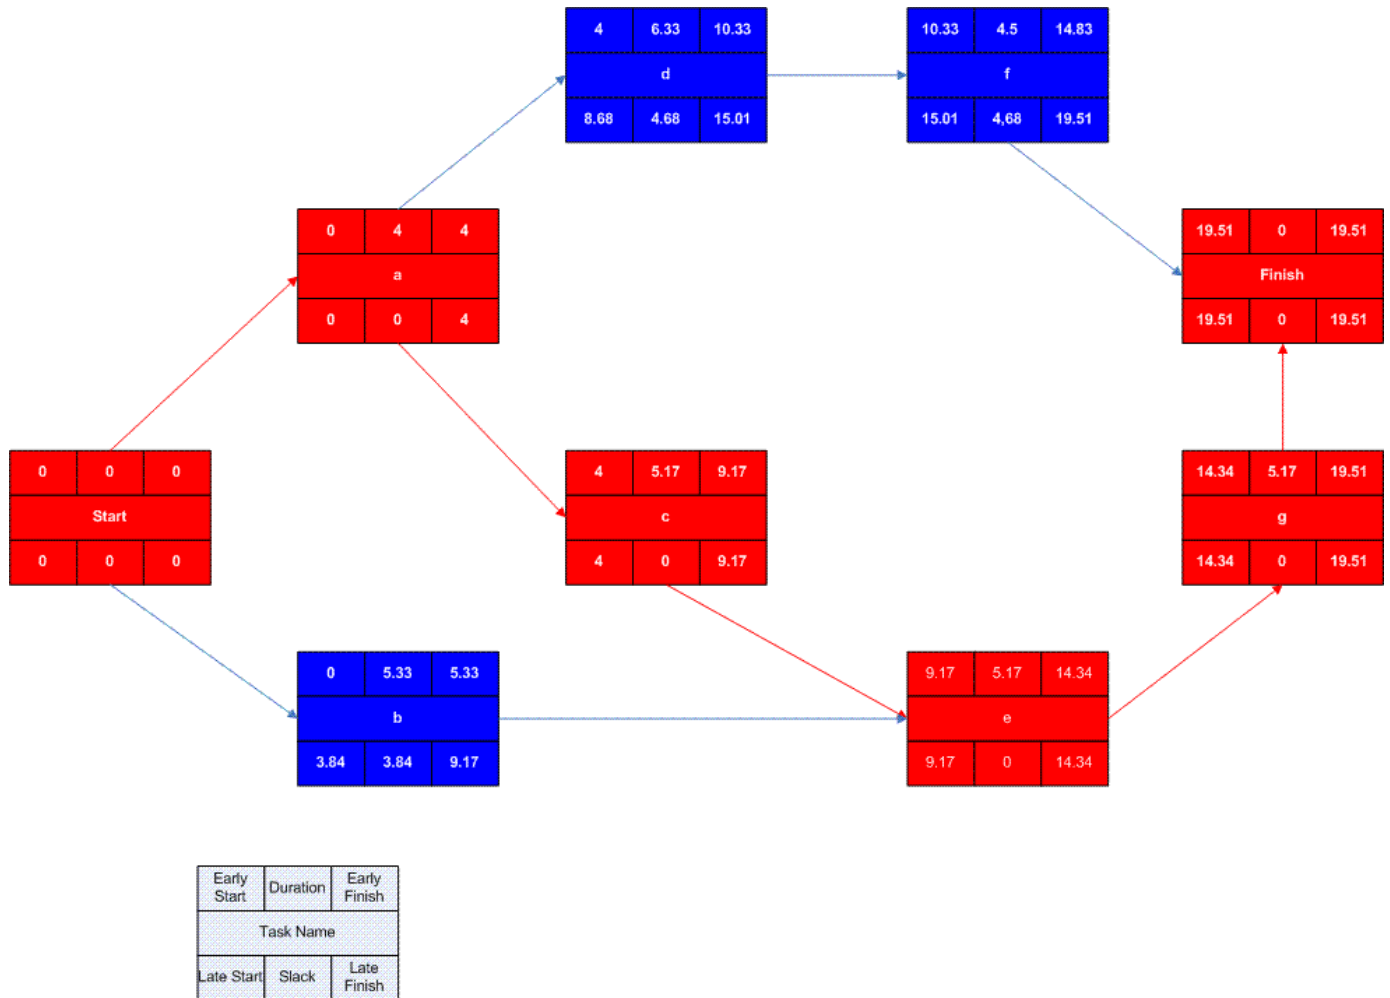 4 6.33 10.33
d
8.68 4.68 15.01
10.33 4.5 14.83
f
15.01 4,68 19.51
0 4 4
a
0 0 4
19.51 0 19.51
Finish
19.51 0 19.51
0 0 0
Start
0 0 0
4 5.17 9.17
c
4 0 9.17
14.34 5.17 19.51
g
14.34 0 19.51
0 5.33 5.33
b
3.84 3.84 9.17
9.17 5.17 14.34
e
9.17 0 14.34
Early Start
Duration
Early Finish
Task Name
Late Start
Slack
Late Finish